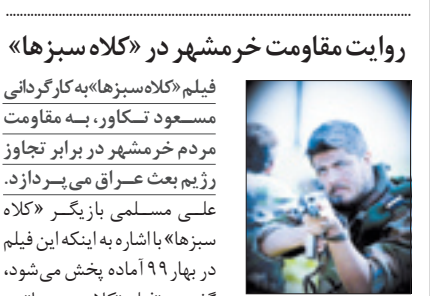 روایت مقاومت خرمشهر در «کلاه سبزها»
فیلم «کلاه‌سبزها» به کارگردانی
مسعود تکاور، به مقاومت
مردم خرمشهر در برابر تجاوز
رژیم بعث عراق می‌پردازد.
علی مسلمی بازیگر «کلاه
سبزها» با اشاره به اینکه این فیلم
در بهار ۹۹ آماده پخش می‌شود،